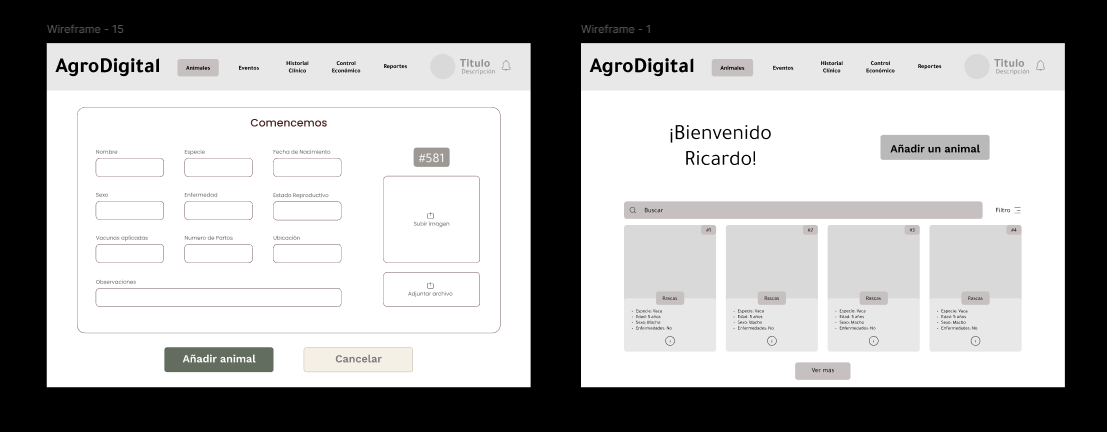 Wireframe - 15
AgroDigital
Animales
Eventos
Historial
Clínico
Control
Económico
Reportes
Titulo
Descripción
Comencemos
Nombre
Especie
Fecha de Nacimiento
#581
Sexo
Enfermedad
Estado Reproductivo
Subir imagen
Vacunas aplicadas
Numero de Partos
Ubicación
Observaciones
Adjuntar archivo
Añadir animal
Cancelar
Wireframe - 1
AgroDigital
Animales
Eventos
Historial
Clínico
Control
Económico
Reportes
Titulo
Descripción
¡Bienvenido
Ricardo!
Añadir un animal
Buscar
Filtro
#1
Rascas
- Especie: Vaca
- Edad: 5 años
- Sexo: Macho
- Enfermedades: No
#2
Rascas
- Especie: Vaca
- Edad: 5 años
- Sexo: Macho
- Enfermedades: No
#3
Rascas
- Especie: Vaca
- Edad: 5 años
- Sexo: Macho
- Enfermedades: No
#4
Rascas
- Especie: Vaca
- Edad: 5 años
- Sexo: Macho
- Enfermedades: No
Ver mas